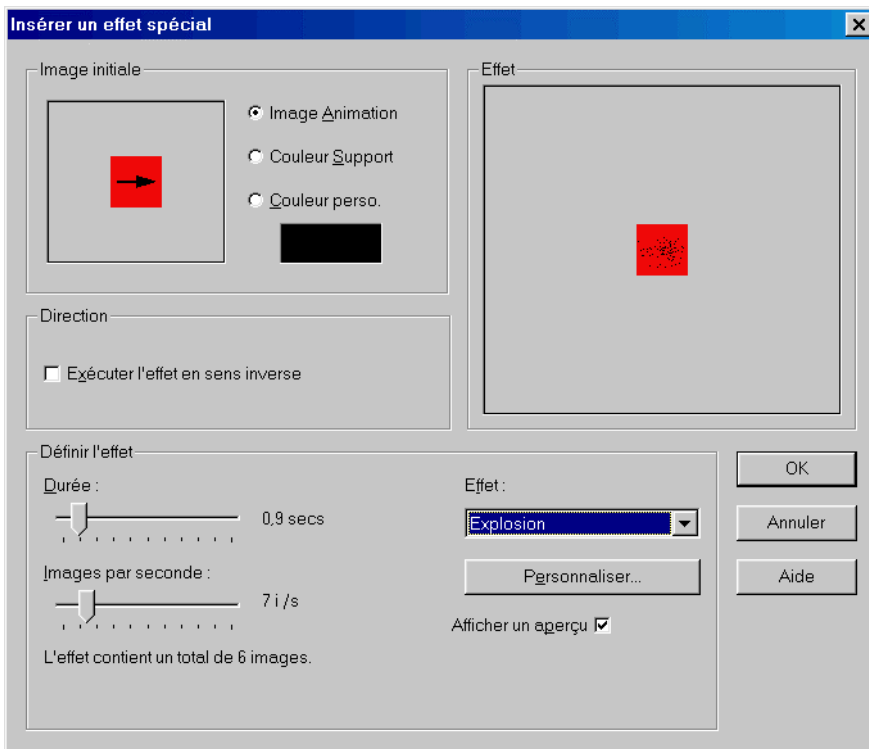 Insérer un effet spécial
Image initiale
Image Animation
Couleur Support
Couleur perso.
Effet
Direction
Exécuter l'effet en sens inverse
Définir l'effet
Durée :
0,9 secs
Images par seconde :
7 i /s
L'effet contient un total de 6 images.
Effet :
Explosion
Personnaliser...
Afficher un aperçu
OK
Annuler
Aide